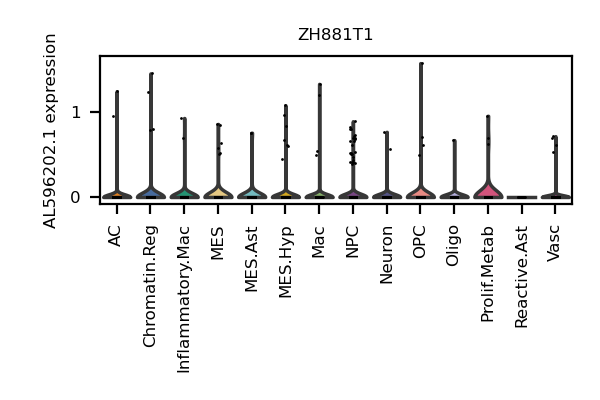 ZH881T1
AL596202.1 expression
1
0
AC
Chromatin.Reg
Inflammatory.Mac
MES
MES.Ast
MES.Hyp
Mac
NPC
Neuron
OPC
Oligo
Prolif.Metab
Reactive.Ast
Vasc